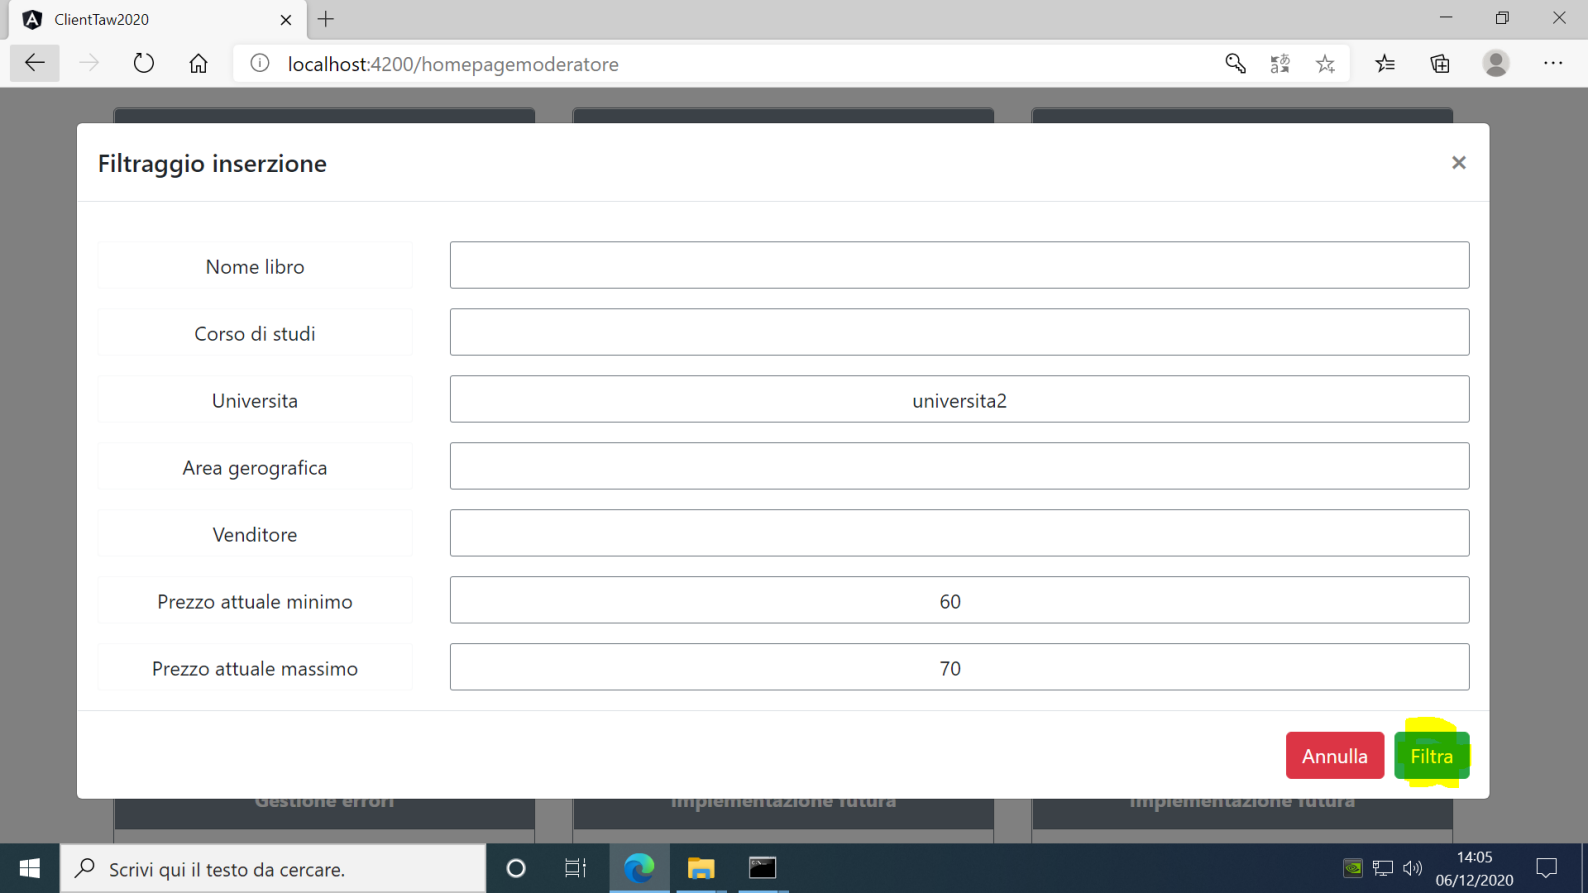 ClientTaw2020
localhost:4200/homepagemoderatore
Filtraggio inserzione
Nome libro
Corso di studi
Universita
universita2
Area gerografica
Venditore
Prezzo attuale minimo
60
Prezzo attuale massimo
70
Annulla
Filtra
Gestione errori
Implementazione futura
Implementazione futura
Scrivi qui il testo da cercare.
14:05
06/12/2020